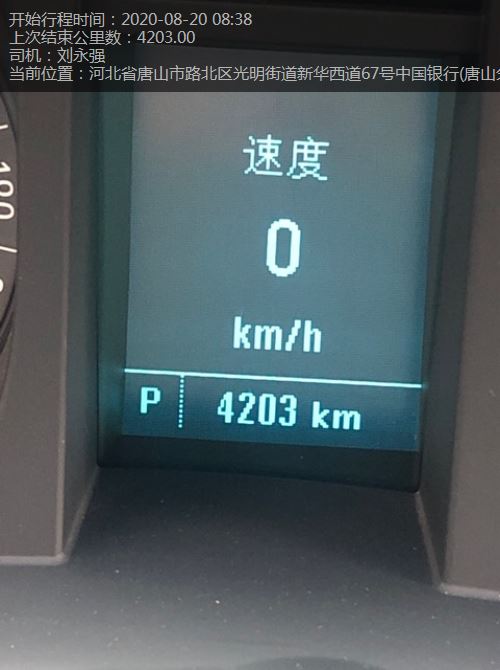 开始行程时间：2020-08-20 08:38
上次结束公里数：4203.00
司机：刘永强
当前位置：河北省唐山市路北区光明街道新华西道67号中国银行(唐山
速度
0
km/h
P 4203 km